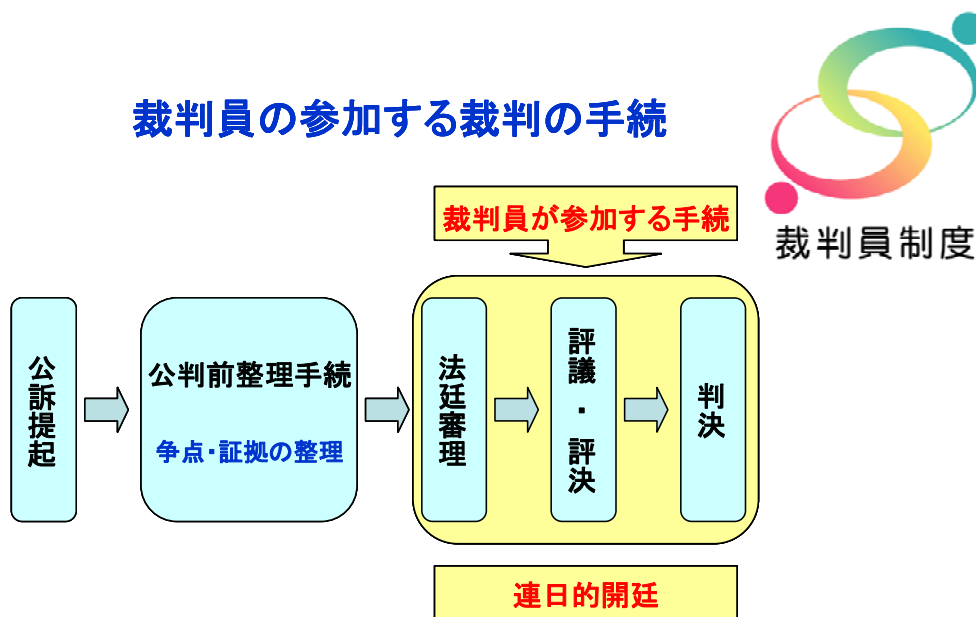 裁判員の参加する裁判の手続
裁判員制度
裁判員が参加する手続
公訴提起
公判前整理手続
争点・証拠の整理
法廷審理
評議・評決
判決
連日的開廷